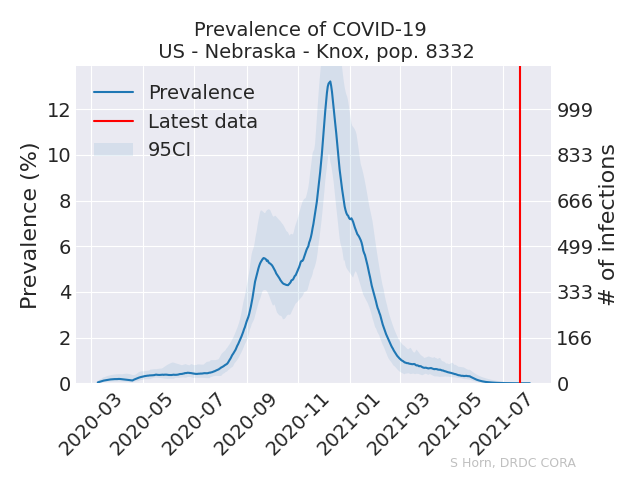 Prevalence of COVID-19
US - Nebraska - Knox, pop. 8332
Prevalence
Latest data
95CI
Prevalence (%)
12
10
8
6
4
2
0
999
833
666
499
333
166
0
# of infections
2020-03
2020-05
2020-07
2020-09
2020-11
2021-01
2021-03
2021-05
2021-07
S Horn, DRDC CORA